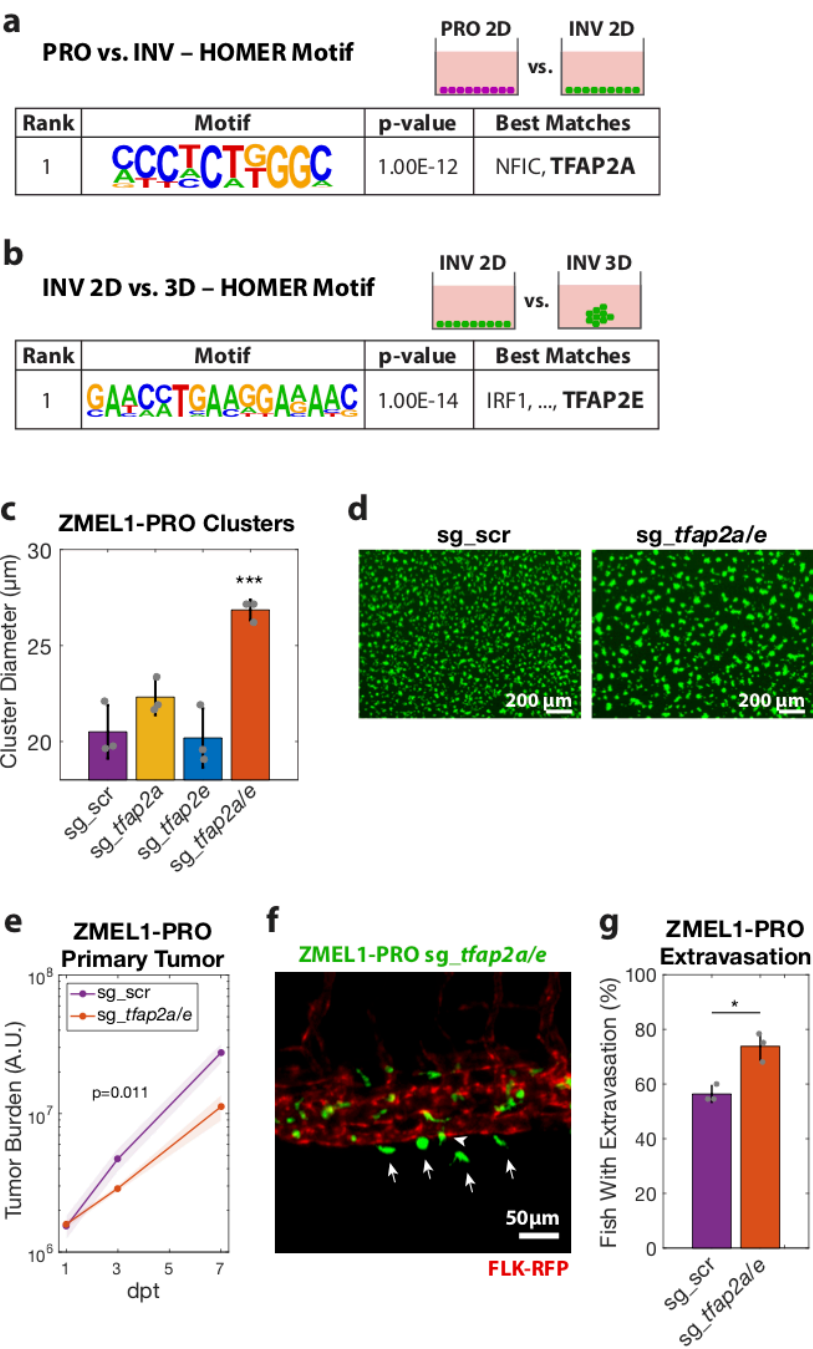 a
PRO vs. INV – HOMER Motif
PRO 2D
vs.
INV 2D
Rank Motif p-value Best Matches
1 CCCTCTGGGC 1.00E-12 NFIC, TFAP2A
b
INV 2D vs. 3D – HOMER Motif
INV 2D
vs.
INV 3D
Rank Motif p-value Best Matches
1 GAACCTGAAGGAAAAC 1.00E-14 IRF1, ..., TFAP2E
c
ZMEL1-PRO Clusters
Cluster Diameter (μm)
30
25
20
***
sg_scr
sg_tfap2a
sg_tfap2e
sg_tfap2a/e
d
sg_scr
sg_tfap2a/e
200 μm
200 μm
e
ZMEL1-PRO
Primary Tumor
Tumor Burden (A.U.)
10⁸
10⁷
10⁶
sg_scr
sg_tfap2a/e
p=0.011
1 3 5 7
dpt
f
ZMEL1-PRO sg_tfap2a/e
50μm
FLK-RFP
g
ZMEL1-PRO
Extravasation
Fish With Extravasation (%)
100
80
60
40
20
0
*
sg_scr
sg_tfap2a/e